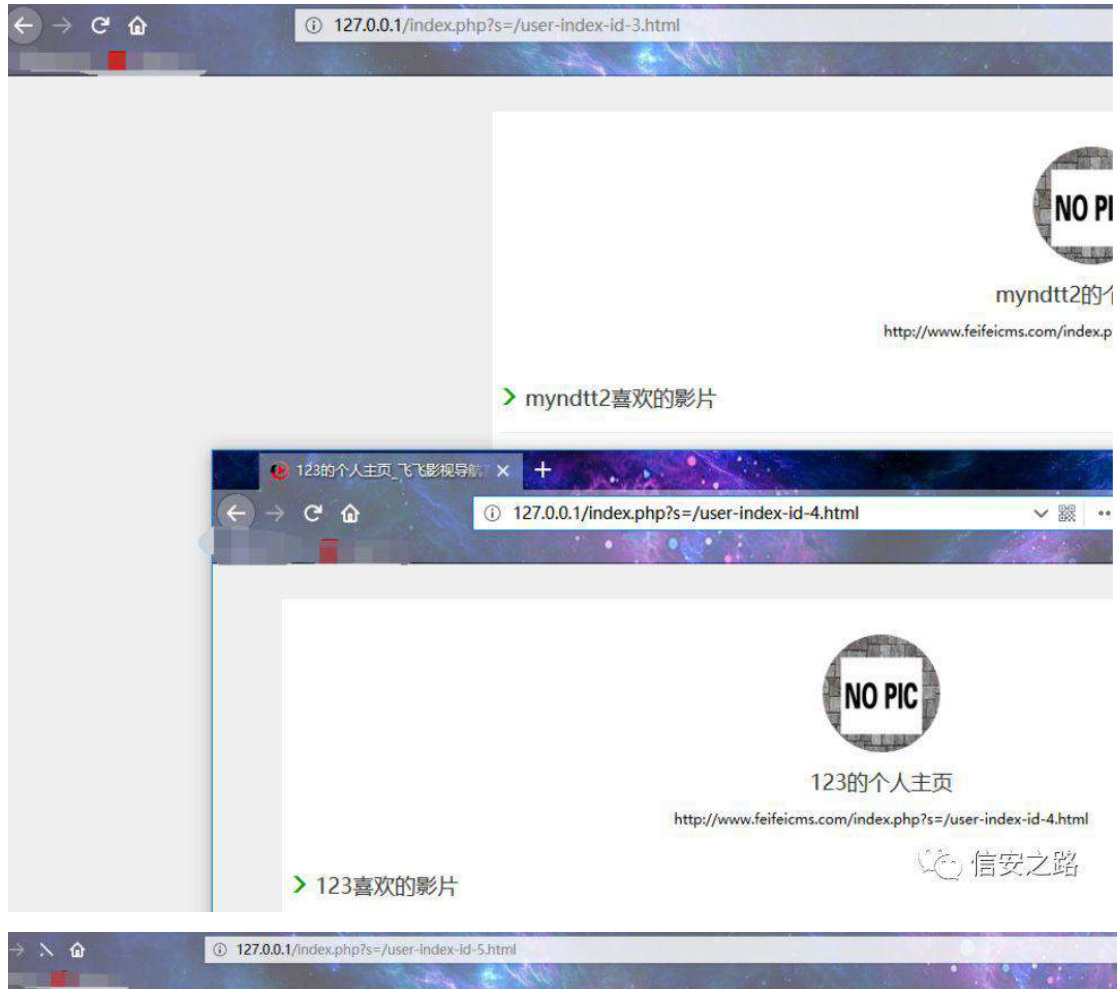 127.0.0.1/index.php?s=/user-index-id-3.html
NO PI
myndtt2的个
http://www.feifeicms.com/index.p
myndtt2喜欢的影片
123的个人主页_飞飞影视导航
127.0.0.1/index.php?s=/user-index-id-4.html
NO PIC
123的个人主页
http://www.feifeicms.com/index.php?s=/user-index-id-4.html
信安之路
123喜欢的影片
127.0.0.1/index.php?s=/user-index-id-5.html